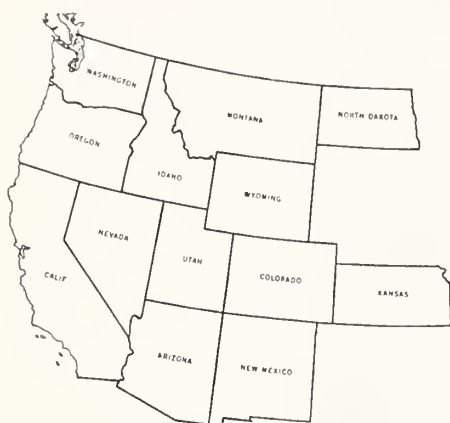 WASHINGTON
MONTANA
NORTH DAKOTA
OREGON
IDAHO
WYOMING
NEVADA
UTAH
COLORADO
CALIF
KANSAS
ARIZONA
NEW MEXICO